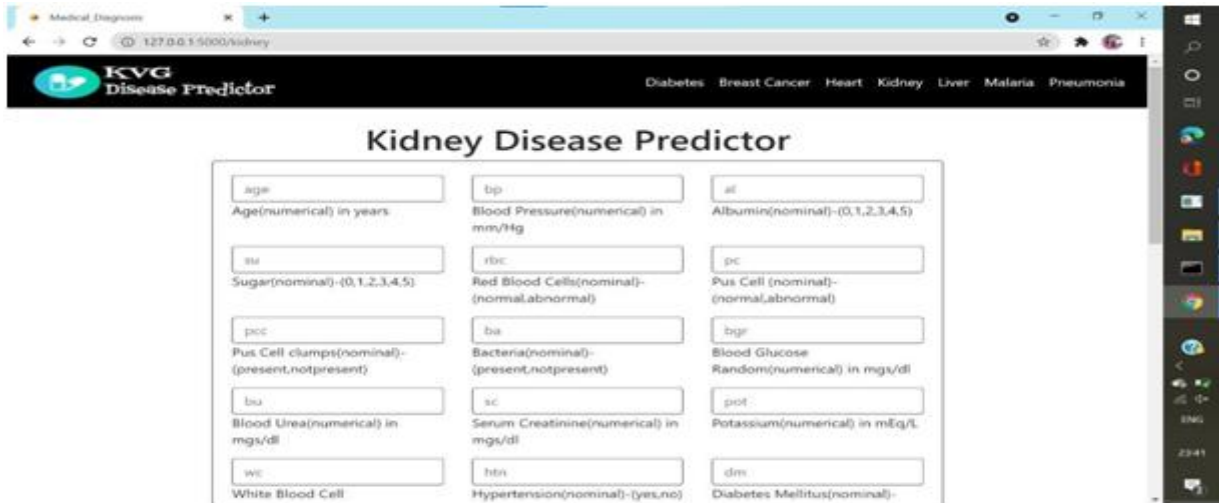 Medical_Diagnosis
127.0.0.1:5000/kidney
KVG
Disease Predictor
Diabetes Breast Cancer Heart Kidney Liver Malaria Pneumonia
Kidney Disease Predictor
age bp al
Age(numerical) in years Blood Pressure(numerical) in Albumin(nominal)-(0,1,2,3,4,5)
mm/Hg
su rbc pc
Sugar(nominal)-(0,1,2,3,4,5) Red Blood Cells(nominal)- Pus Cell (nominal)-
(normal,abnormal) (normal,abnormal)
pcc ba bgr
Pus Cell clumps(nominal)- Bacteria(nominal)- Blood Glucose
(present,notpresent) (present,notpresent) Random(numerical) in mgs/dl
bu sc pot
Blood Urea(numerical) in Serum Creatinine(numerical) in Potassium(numerical) in mEq/L
mgs/dl mgs/dl
wc htn dm
White Blood Cell Hypertension(nominal)-(yes,no) Diabetes Mellitus(nominal)-
ENG
23:41